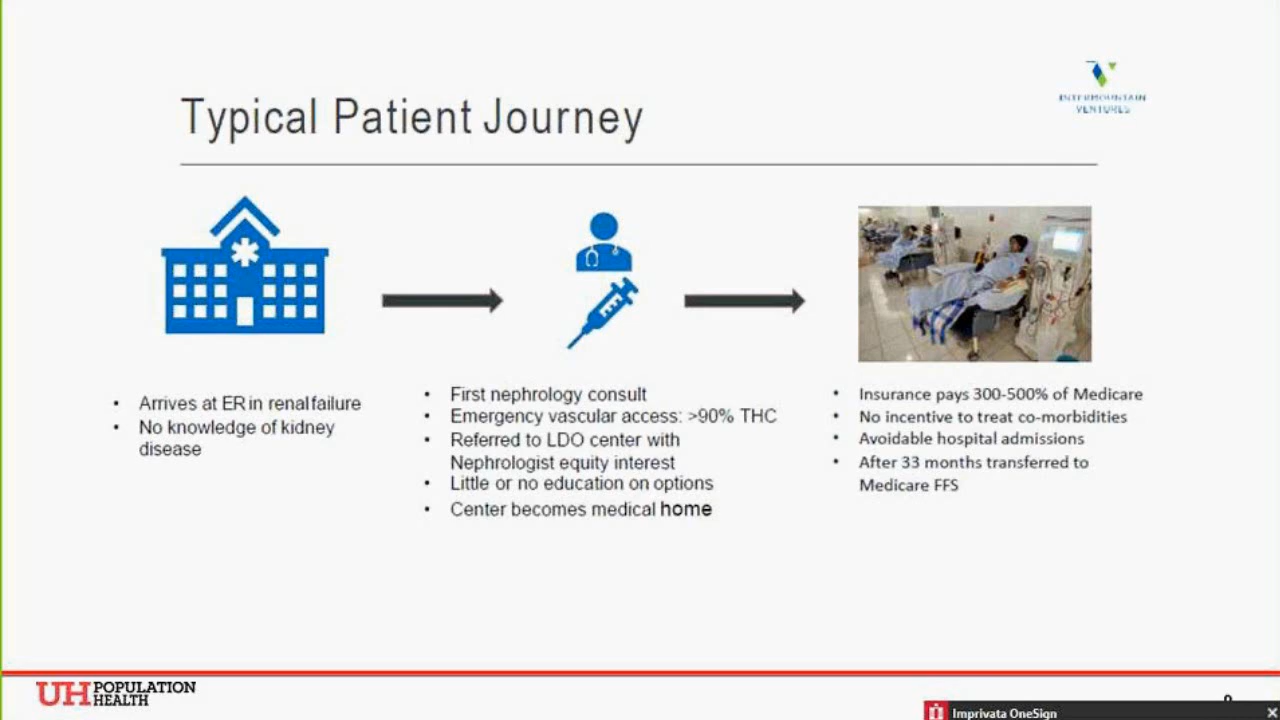 Typical Patient Journey
INTERMOUNTAIN
VENTURES
• Arrives at ER in renal failure
• No knowledge of kidney
disease
• First nephrology consult
• Emergency vascular access: >90% THC
• Referred to LDO center with
Nephrologist equity interest
• Little or no education on options
• Center becomes medical home
• Insurance pays 300-500% of Medicare
• No incentive to treat co-morbidities
• Avoidable hospital admissions
• After 33 months transferred to
Medicare FFS
UH POPULATION
HEALTH
Imprivata OneSign